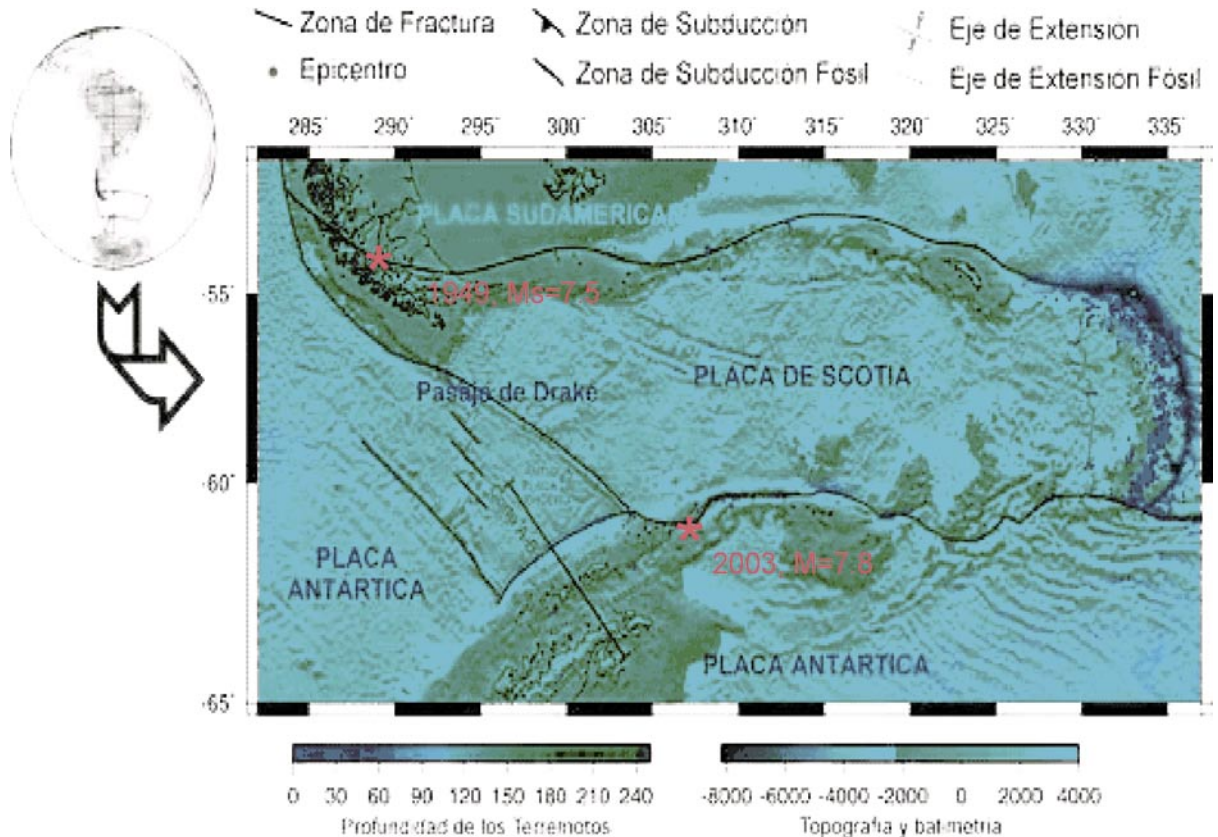 Zona de Fractura
Zona de Subducción
Eje de Extensión
Epicentro
Zona de Subducción Fósil
Eje de Extensión Fósil
285° 290° 295° 300° 305° 310° 315° 320° 325° 330° 335°
PLACA SUDAMERICAN
1949, Ms=7.5
-55°
PLACA DE SCOTIA
Pasaje de Drake
-60°
PLACA
ANTÁRTICA
2003, M=7.8
PLACA ANTÁRTICA
-65°
0 30 60 90 120 150 180 210 240
Profundidad de los Terremotos
-8000 -6000 -4000 -2000 0 2000 4000
Topografía y batimetría